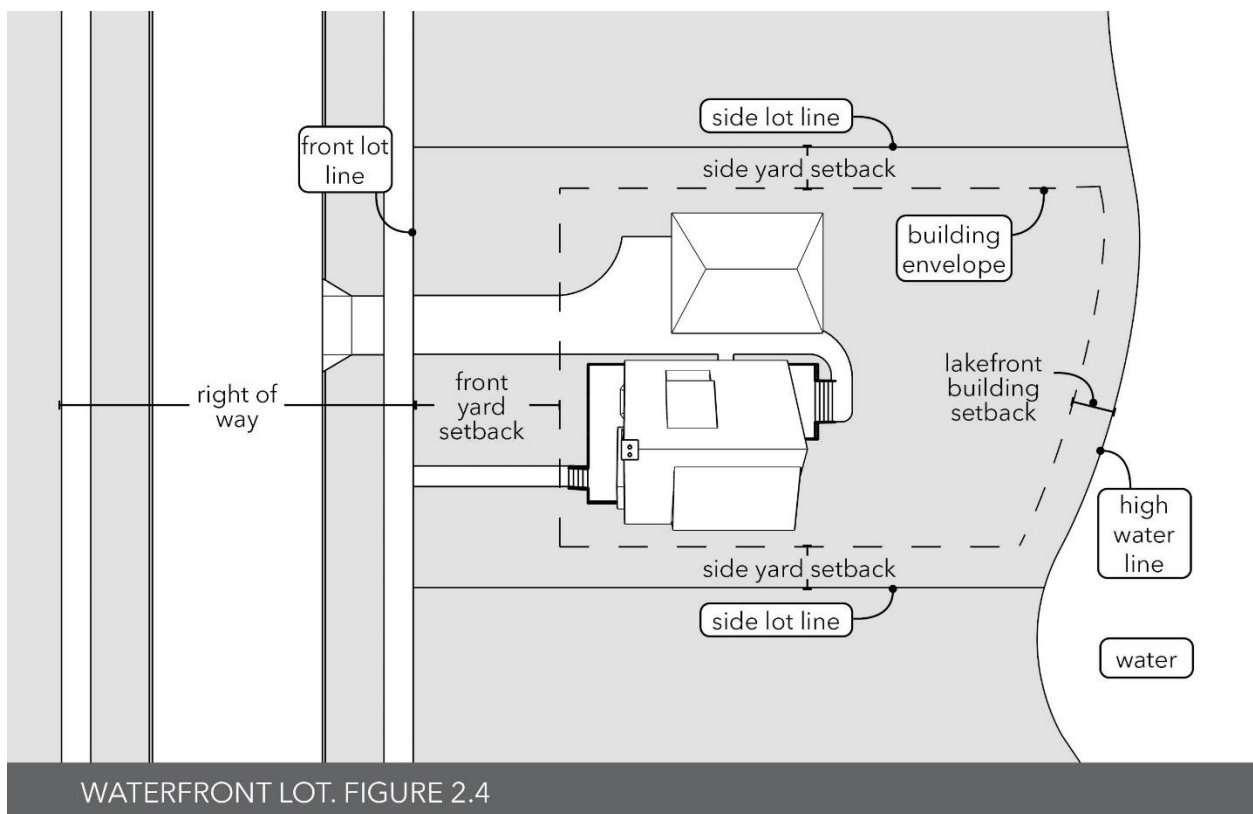 side lot line
front lot
line
side yard setback
building
envelope
right of
way
front
yard
setback
lakefront
building
setback
high
water
line
side yard setback
side lot line
water
WATERFRONT LOT. FIGURE 2.4